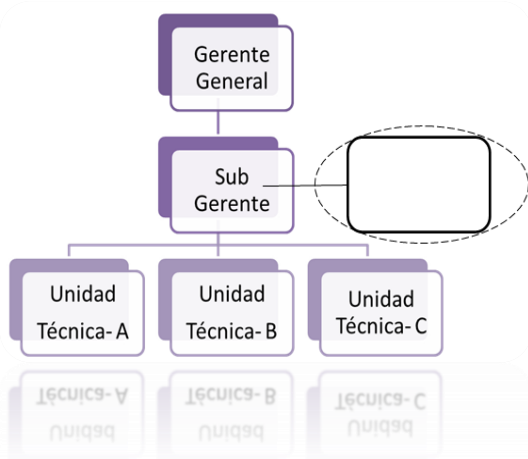 Gerente
General
Sub
Gerente
Unidad
Técnica- A
Unidad
Técnica- B
Unidad
Técnica- C